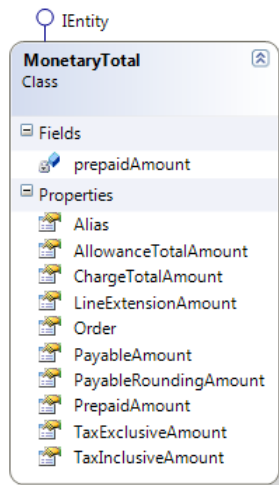 IEntity
MonetaryTotal
Class
Fields
prepaidAmount
Properties
Alias
AllowanceTotalAmount
ChargeTotalAmount
LineExtensionAmount
Order
PayableAmount
PayableRoundingAmount
PrepaidAmount
TaxExclusiveAmount
TaxInclusiveAmount